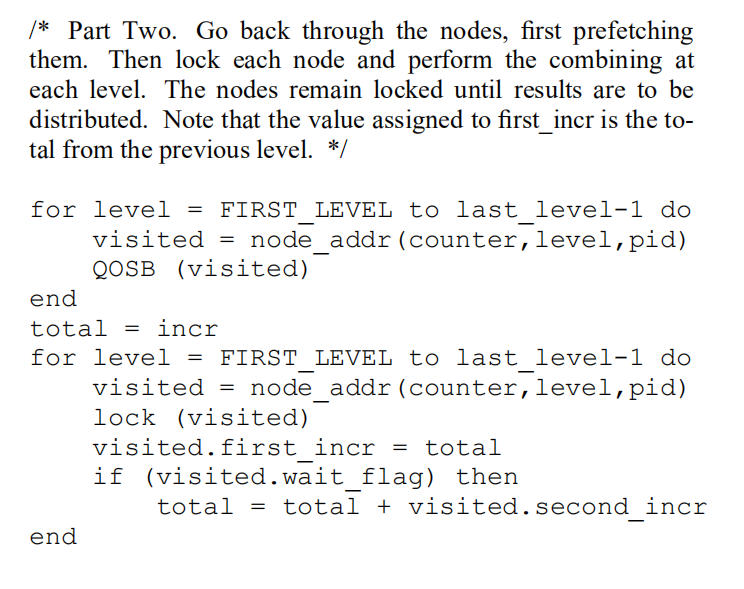 /* Part Two. Go back through the nodes, first prefetching
them. Then lock each node and perform the combining at
each level. The nodes remain locked until results are to be
distributed. Note that the value assigned to first_incr is the to-
tal from the previous level. */
for level = FIRST_LEVEL to last_level-1 do
    visited = node_addr(counter,level,pid)
    QOSB (visited)
end
total = incr
for level = FIRST_LEVEL to last_level-1 do
    visited = node_addr(counter,level,pid)
    lock (visited)
    visited.first_incr = total
    if (visited.wait_flag) then
        total = total + visited.second_incr
end